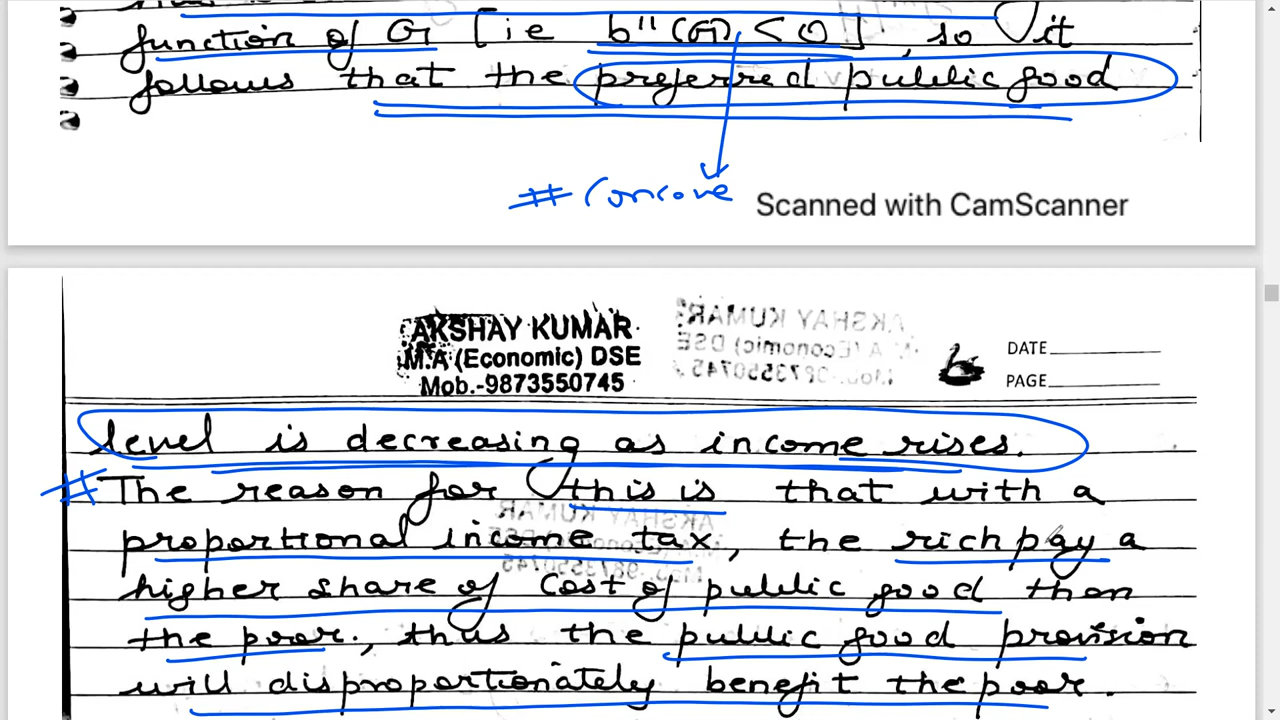 function of G [ie b"(G) < 0], so it
follows that the preferred public good
# Concave
Scanned with CamScanner
AKSHAY KUMAR
M.A (Economic) DSE
Mob.-9873550745
DATE
PAGE
level is decreasing as income rises.
# The reason for this is that with a
proportional income tax, the rich pay a
higher share of cost of public good than
the poor., thus the public good provision
will disproportionately benefit the poor.